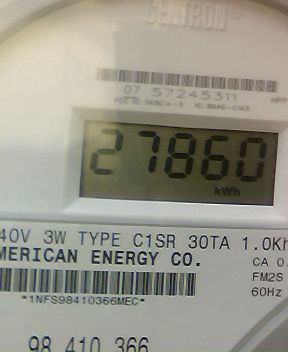 CENTRON®
07 57245311
27860
kWh
40V 3W TYPE C1SR 30TA 1.0Kh
MERICAN ENERGY CO.
CA 0.
FM2S
60Hz
*1NFS98410366MEC*
98 410 366